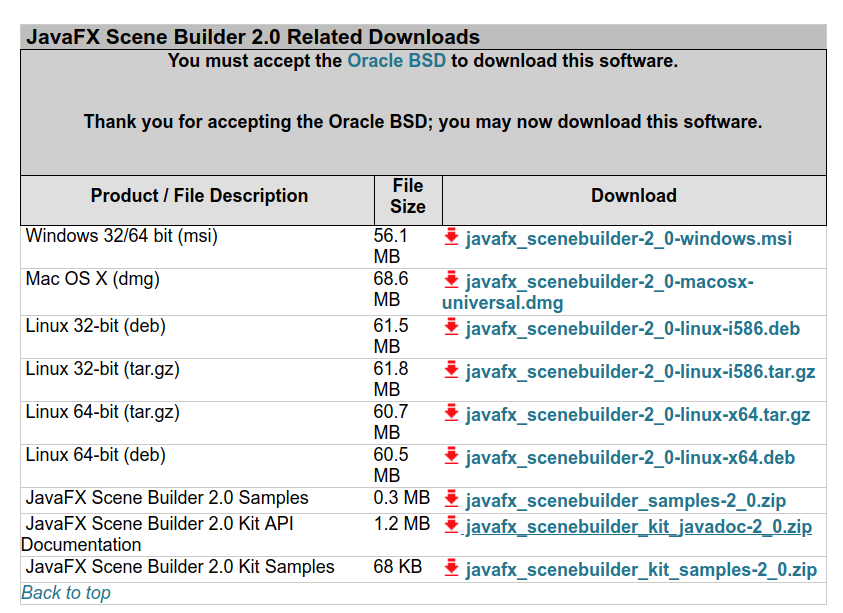 JavaFX Scene Builder 2.0 Related Downloads
You must accept the Oracle BSD to download this software.
Thank you for accepting the Oracle BSD; you may now download this software.
Product / File Description File Size Download
Windows 32/64 bit (msi) 56.1 MB javafx_scenebuilder-2_0-windows.msi
Mac OS X (dmg) 68.6 MB javafx_scenebuilder-2_0-macosx-
universal.dmg
Linux 32-bit (deb) 61.5 MB javafx_scenebuilder-2_0-linux-i586.deb
Linux 32-bit (tar.gz) 61.8 MB javafx_scenebuilder-2_0-linux-i586.tar.gz
Linux 64-bit (tar.gz) 60.7 MB javafx_scenebuilder-2_0-linux-x64.tar.gz
Linux 64-bit (deb) 60.5 MB javafx_scenebuilder-2_0-linux-x64.deb
JavaFX Scene Builder 2.0 Samples 0.3 MB javafx_scenebuilder_samples-2_0.zip
JavaFX Scene Builder 2.0 Kit API
Documentation 1.2 MB javafx_scenebuilder_kit_javadoc-2_0.zip
JavaFX Scene Builder 2.0 Kit Samples 68 KB javafx_scenebuilder_kit_samples-2_0.zip
Back to top